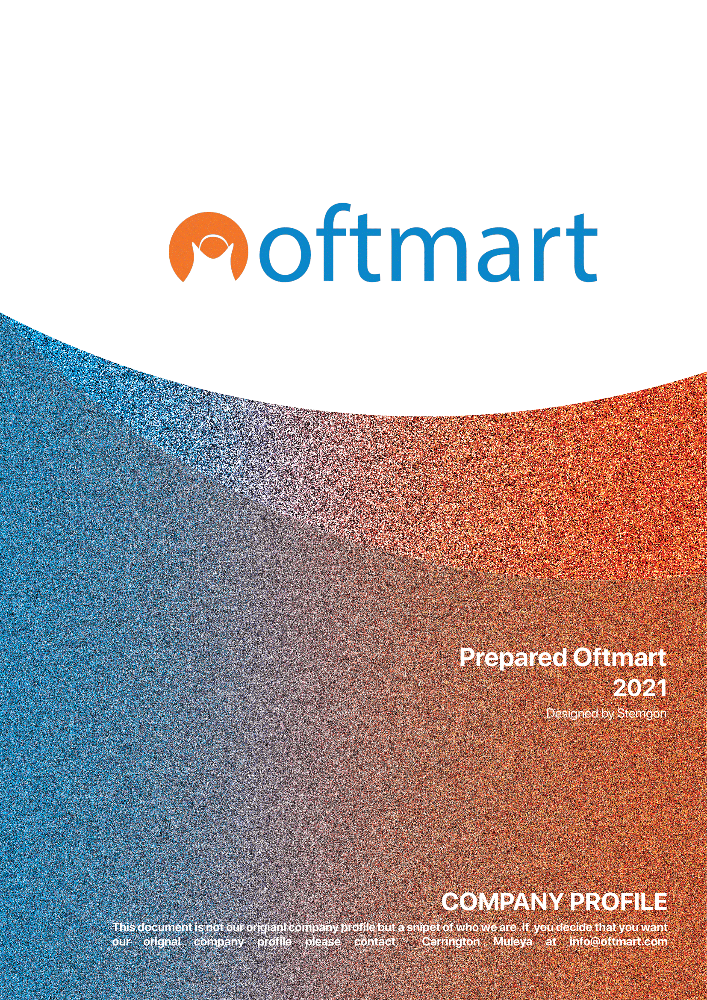 oftmart
Prepared Oftmart
2021
Designed by Stemgon
COMPANY PROFILE
This document is not our origianl company profile but a snipet of who we are .If you decide that you want
our orignal company profile please contact Carrington Muleya at info@oftmart.com